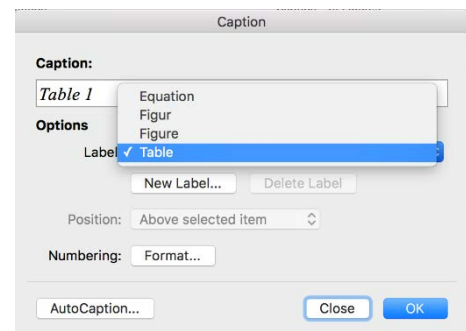 Caption
Caption:
Table 1
Equation
Figur
Figure
Options
Label
✓ Table
New Label... Delete Label
Position: Above selected item
Numbering: Format...
AutoCaption... Close OK